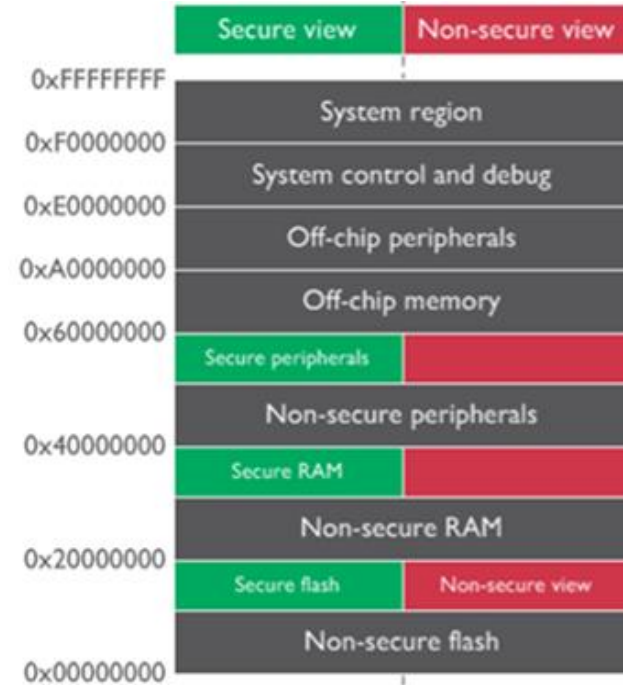 Secure view Non-secure view
0xFFFFFFFF
System region
0xF0000000
System control and debug
0xE0000000
Off-chip peripherals
0xA0000000
Off-chip memory
0x60000000
Secure peripherals
Non-secure peripherals
0x40000000
Secure RAM
Non-secure RAM
0x20000000
Secure flash Non-secure view
Non-secure flash
0x00000000